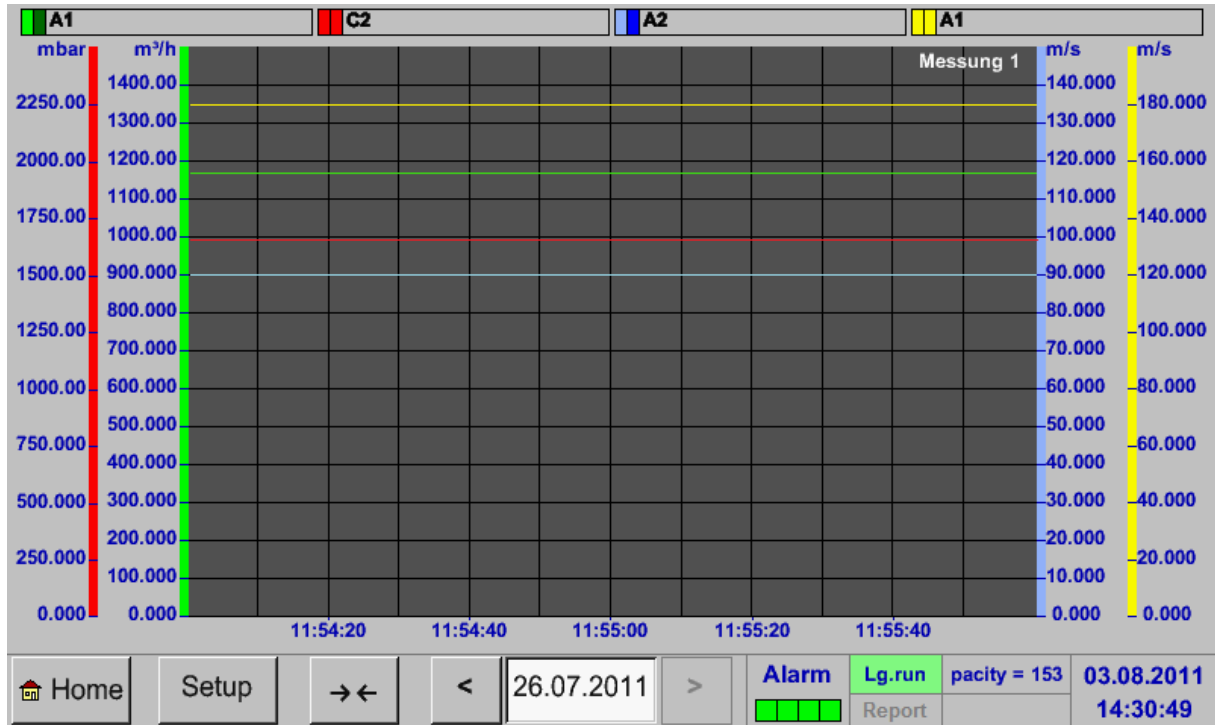 A1 C2 A2 A1
mbar m³/h m/s m/s
Messung 1
1400.00 140.000
2250.00 180.000
1300.00 130.000
2000.00 1200.00 120.000 160.000
1100.00 110.000
1750.00 140.000
1000.00 100.000
1500.00 900.000 90.000 120.000
800.000 80.000
1250.00 100.000
700.000 70.000
1000.00 600.000 60.000 80.000
500.000 50.000
750.000 60.000
400.000 40.000
500.000 300.000 30.000 40.000
200.000 20.000
250.000 20.000
100.000 10.000
0.000 0.000 0.000 0.000
11:54:20 11:54:40 11:55:00 11:55:20 11:55:40
Home Setup →← < 26.07.2011 > Alarm Lg.run pacity = 153 03.08.2011
Report 14:30:49